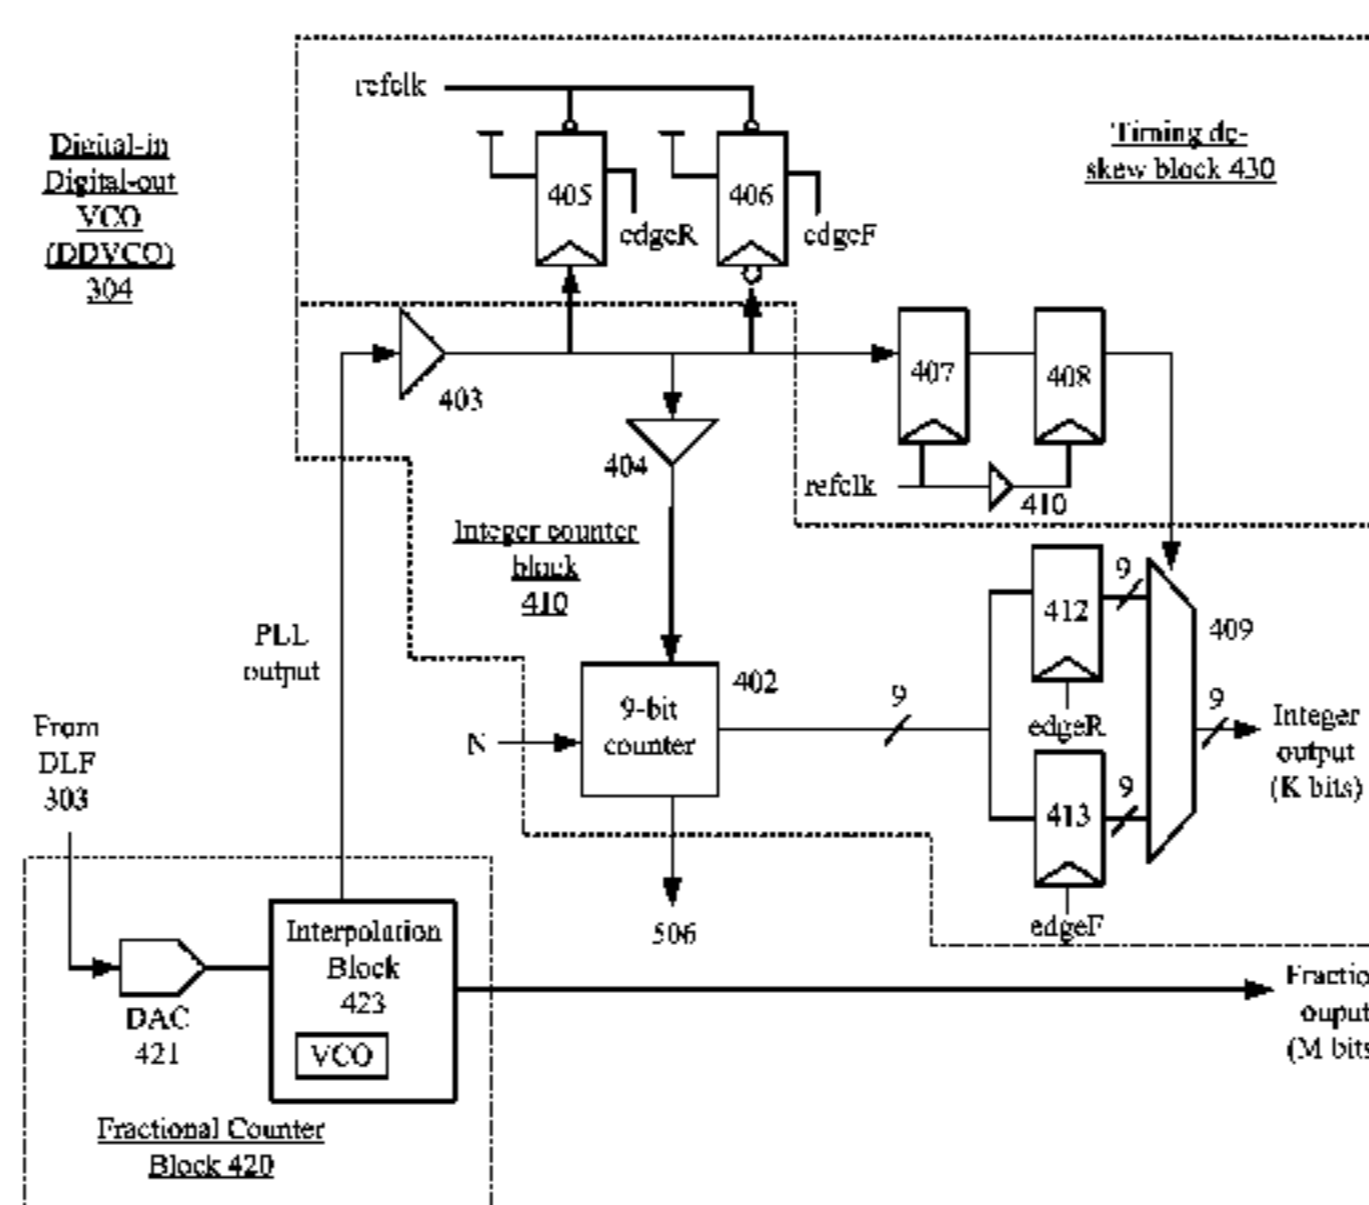 refclk
Digital-in
Digital-out
VCO
(DDVCO)
304
Timing de-
skew block 430
405
406
edgeR
edgeF
403
404
407
408
refclk
410
Integer counter
block
410
PLL
output
9-bit
counter
402
N
9
412
edgeR
9
409
413
edgeF
9
9
Integer
output
(K bits)
506
From
DLF
303
DAC
421
Interpolation
Block
423
VCO
Fractio
ouput
(M bits
Fractional Counter
Block 420